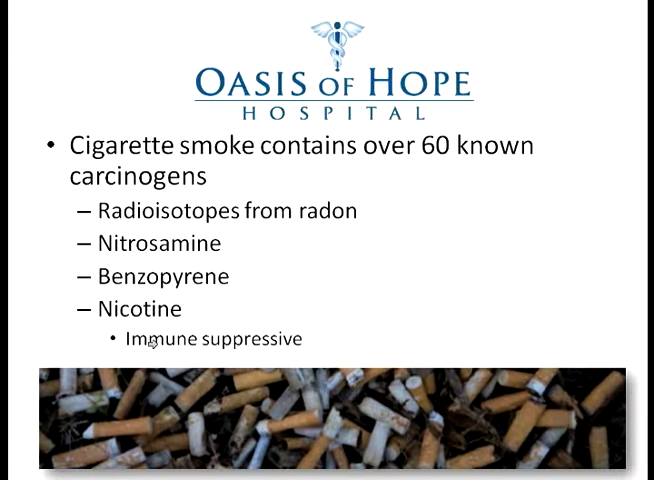 OASIS OF HOPE
HOSPITAL
• Cigarette smoke contains over 60 known
carcinogens
– Radioisotopes from radon
– Nitrosamine
– Benzopyrene
– Nicotine
• Immune suppressive